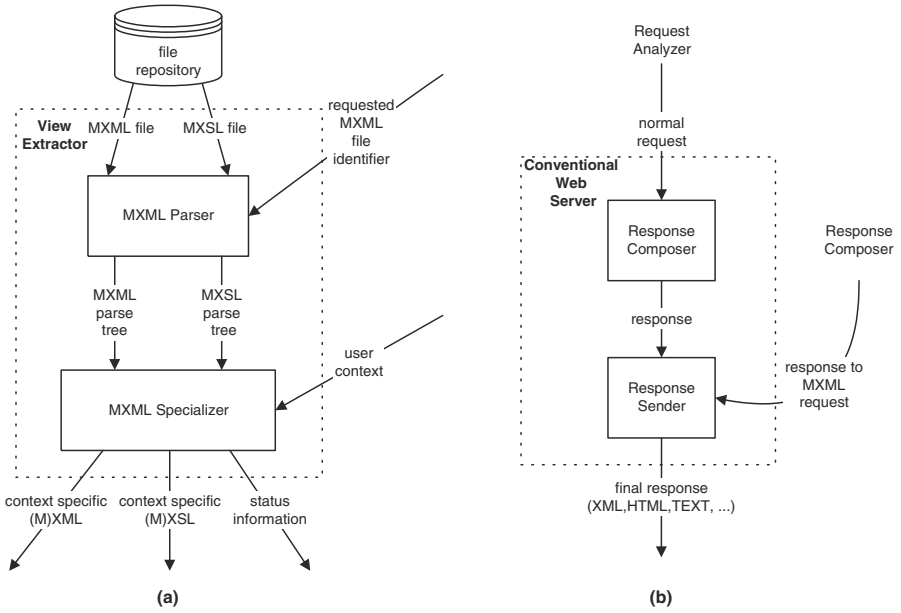 file
repository
View
Extractor
MXML file
MXSL file
requested
MXML
file
identifier
MXML Parser
MXML
parse
tree
MXSL
parse
tree
user
context
MXML Specializer
context specific
(M)XML
context specific
(M)XSL
status
information
(a)
Request
Analyzer
normal
request
Conventional
Web
Server
Response
Composer
Response
Composer
response
response to
MXML
request
Response
Sender
final response
(XML,HTML,TEXT, ...)
(b)